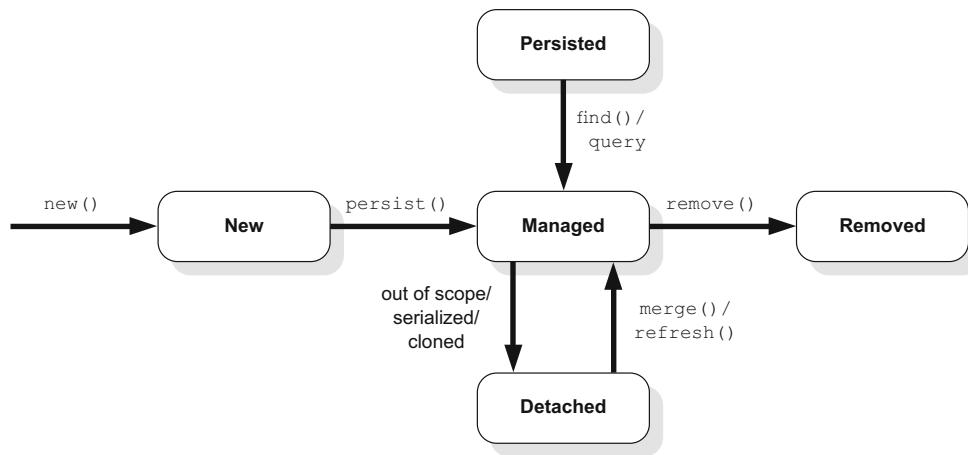 Persisted
find()/
query
new()
New
persist()
Managed
remove()
Removed
out of scope/
serialized/
cloned
merge()/
refresh()
Detached